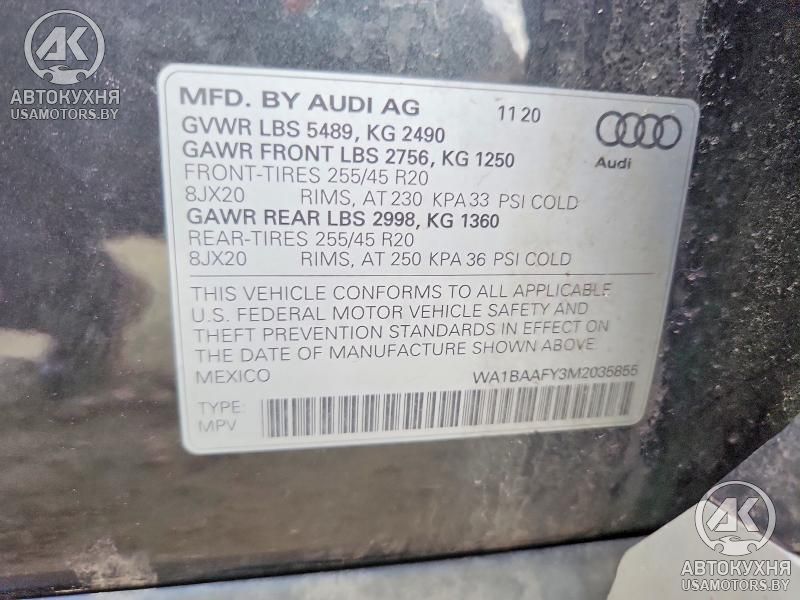 AK
АВТОКУХНЯ
USAMOTORS.BY
MFD. BY AUDI AG 11 20
GVWR LBS 5489, KG 2490
GAWR FRONT LBS 2756, KG 1250
FRONT-TIRES 255/45 R20
8JX20 RIMS, AT 230 KPA 33 PSI COLD
GAWR REAR LBS 2998, KG 1360
REAR-TIRES 255/45 R20
8JX20 RIMS, AT 250 KPA 36 PSI COLD
Audi
THIS VEHICLE CONFORMS TO ALL APPLICABLE
U.S. FEDERAL MOTOR VEHICLE SAFETY AND
THEFT PREVENTION STANDARDS IN EFFECT ON
THE DATE OF MANUFACTURE SHOWN ABOVE.
MEXICO WA1BAAFY3M2035855
TYPE:
MPV
AK
АВТОКУХНЯ
USAMOTORS.BY